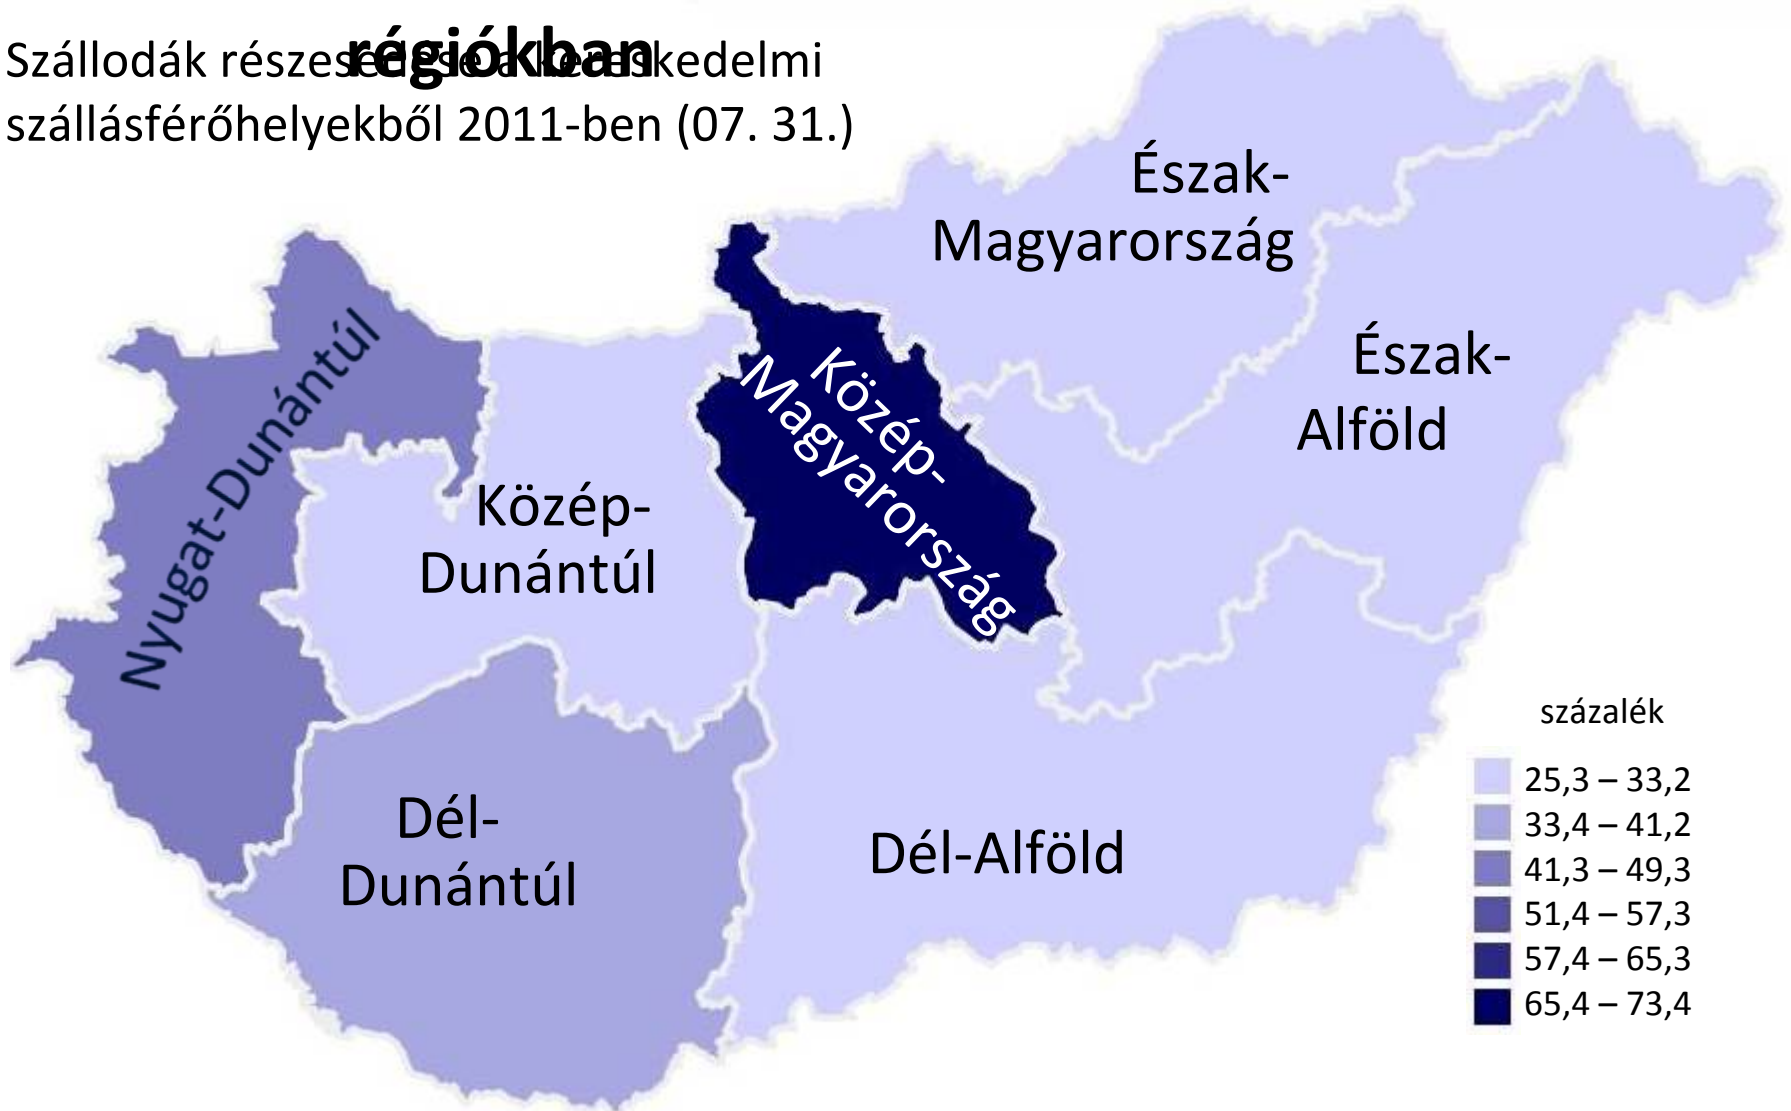 régiókban
Szállodák részesedése a kereskedelmi
szállásférőhelyekből 2011-ben (07. 31.)
Észak-
Magyarország
Észak-
Alföld
Közép-
Magyarország
Nyugat-Dunántúl
Közép-
Dunántúl
Dél-
Dunántúl
Dél-Alföld
százalék
25,3 – 33,2
33,4 – 41,2
41,3 – 49,3
51,4 – 57,3
57,4 – 65,3
65,4 – 73,4